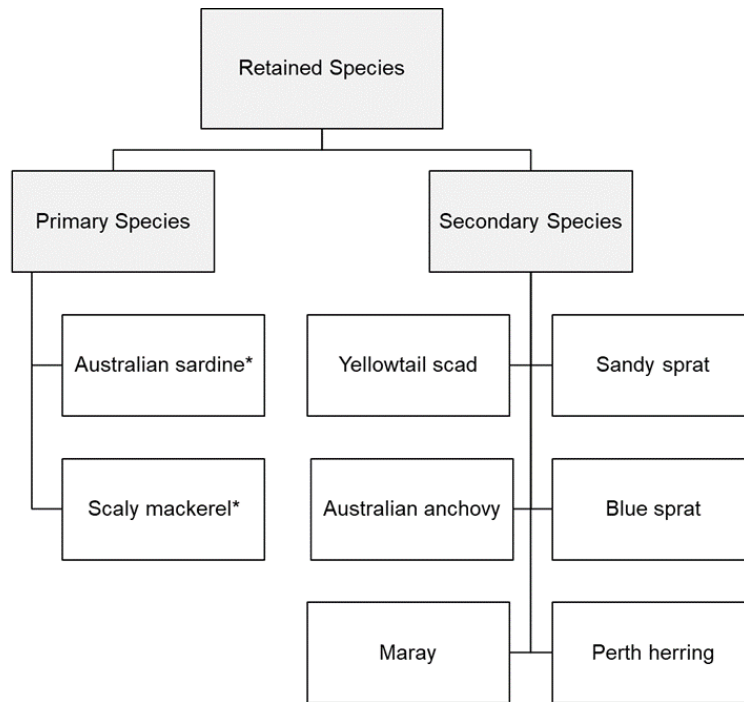 Retained Species
Primary Species
Secondary Species
Australian sardine*
Yellowtail scad
Sandy sprat
Scaly mackerel*
Australian anchovy
Blue sprat
Maray
Perth herring